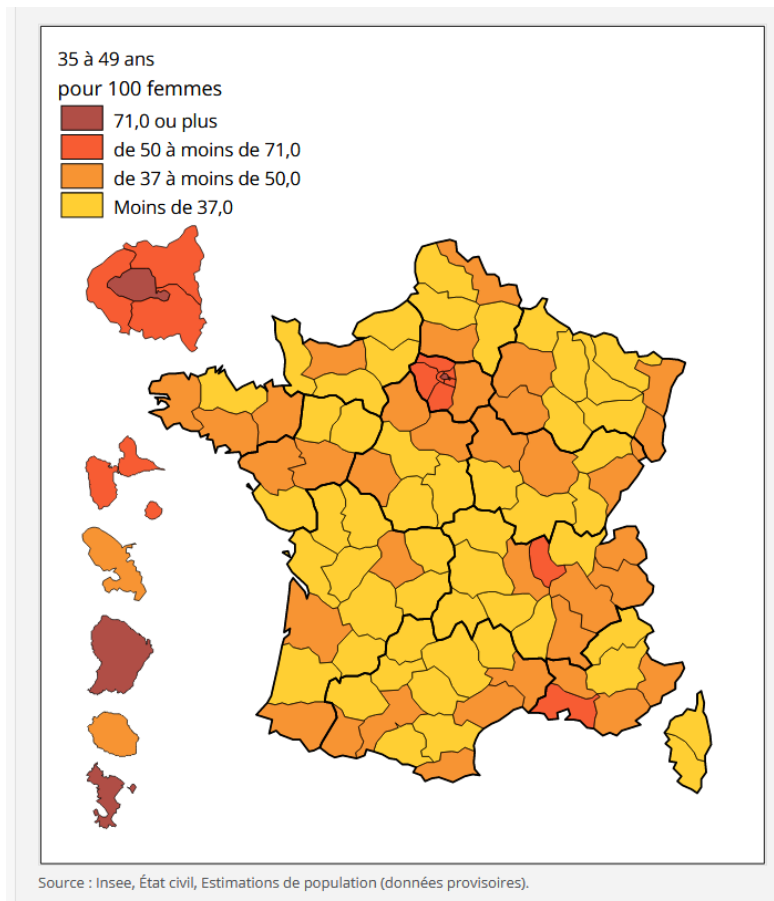 35 à 49 ans
pour 100 femmes
71,0 ou plus
de 50 à moins de 71,0
de 37 à moins de 50,0
Moins de 37,0
Source : Insee, État civil, Estimations de population (données provisoires).